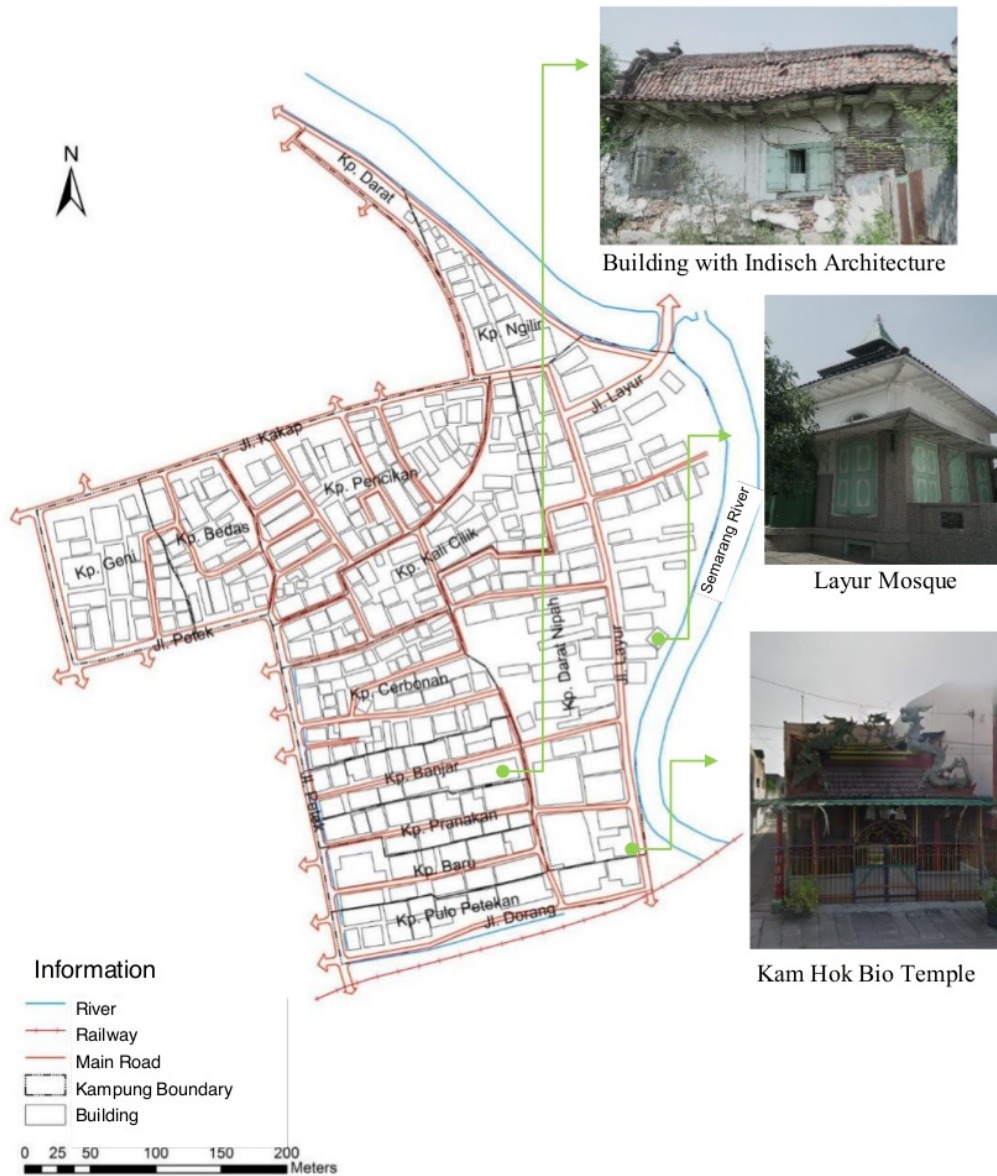 N
Kp. Darat
Kp. Ngilir
Building with Indisch Architecture
Jl. Layur
Jl. Kakap
Kp. Pencikan
Kp. Bedas
Kp. Geni
Kp. Kali Cilik
Jl. Petek
Semarang River
Layur Mosque
Kp. Darat Nipah
Jl. Layur
Kp. Cerbonan
Kp. Banjar
Jl. Petek
Kp. Pranakan
Kp. Baru
Kp. Pulo Petekan
Jl. Dorang
Kam Hok Bio Temple
Information
River
Railway
Main Road
Kampung Boundary
Building
0 25 50 100 150 200
Meters